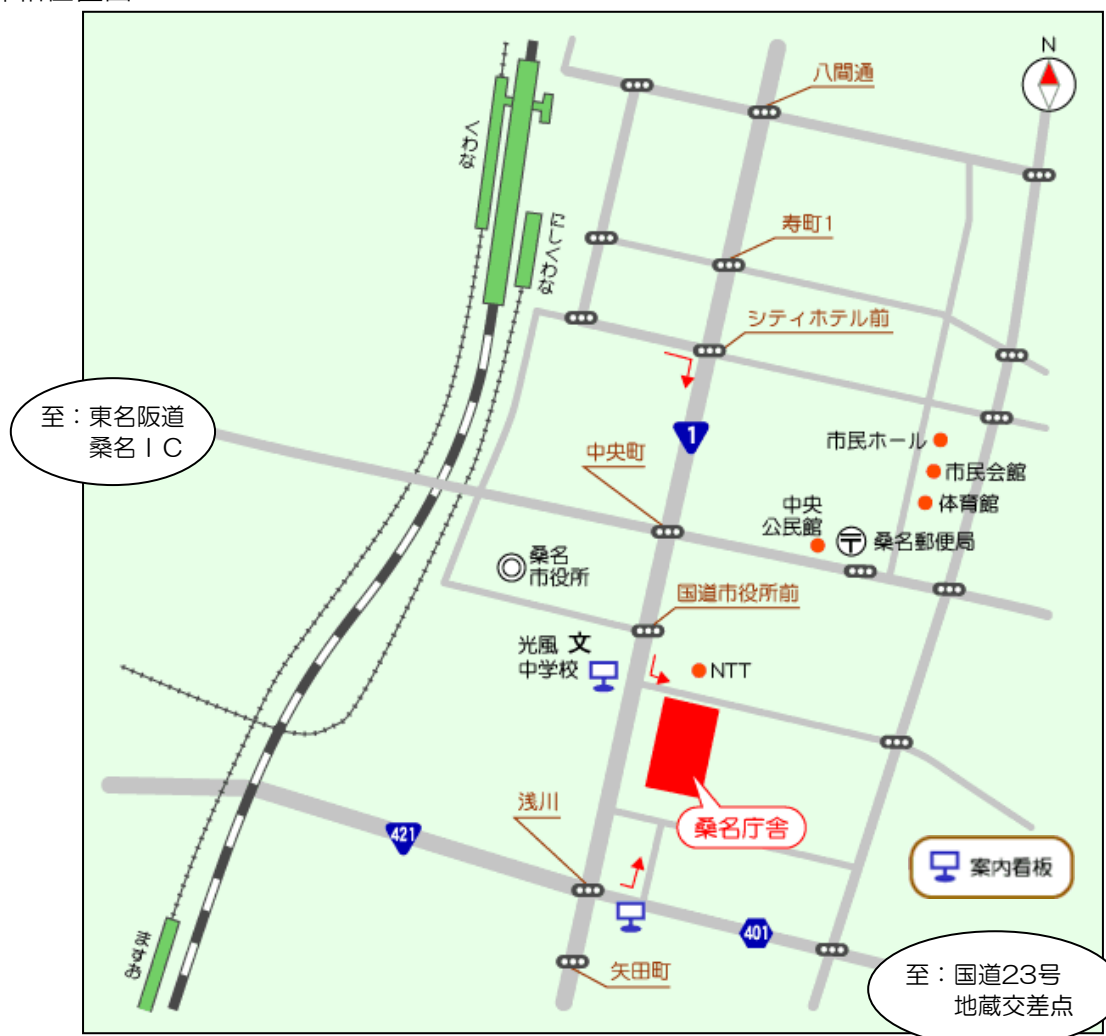 N
八間通
くわな
にしくわな
寿町1
シティホテル前
至：東名阪道
桑名ＩＣ
1
中央町
市民ホール
市民会館
体育館
中央
公民館
桑名郵便局
桑名
市役所
国道市役所前
光風 文
中学校
NTT
浅川
桑名庁舎
421
案内看板
401
ますお
矢田町
至：国道23号
地蔵交差点